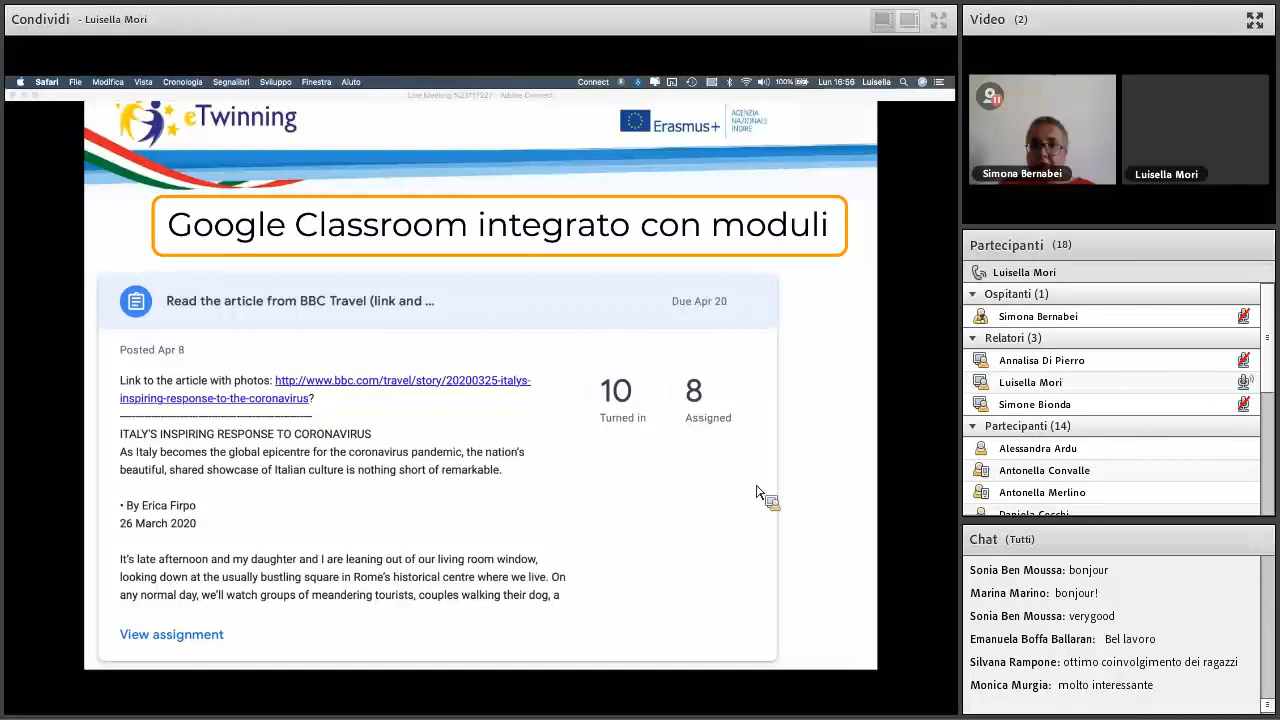 Condividi - Luisella Mori
Safari File Modifica Vista Cronologia Segnalibri Sviluppo Finestra Aiuto
Connect 100% Lun 16:56 Luisella
eTwinning
Erasmus+
AGENZIA
NAZIONALE
INDIRE
Google Classroom integrato con moduli
Read the article from BBC Travel (link and ...
Due Apr 20
Posted Apr 8
Link to the article with photos: http://www.bbc.com/travel/story/20200325-italys-
inspiring-response-to-the-coronavirus?
10
Turned in
8
Assigned
ITALY'S INSPIRING RESPONSE TO CORONAVIRUS
As Italy becomes the global epicentre for the coronavirus pandemic, the nation's
beautiful, shared showcase of Italian culture is nothing short of remarkable.
• By Erica Firpo
26 March 2020
It's late afternoon and my daughter and I are leaning out of our living room window,
looking down at the usually bustling square in Rome's historical centre where we live. On
any normal day, we'll watch groups of meandering tourists, couples walking their dog, a
View assignment
Video (2)
Simona Bernabei
Luisella Mori
Partecipanti (18)
Luisella Mori
Ospitanti (1)
Simona Bernabei
Relatori (3)
Annalisa Di Pierro
Luisella Mori
Simone Bionda
Partecipanti (14)
Alessandra Ardu
Antonella Convalle
Antonella Merlino
Chat (Tutti)
Sonia Ben Moussa: bonjour
Marina Marino: bonjour!
Sonia Ben Moussa: verygood
Emanuela Boffa Ballaran: Bel lavoro
Silvana Rampone: ottimo coinvolgimento dei ragazzi
Monica Murgia: molto interessante